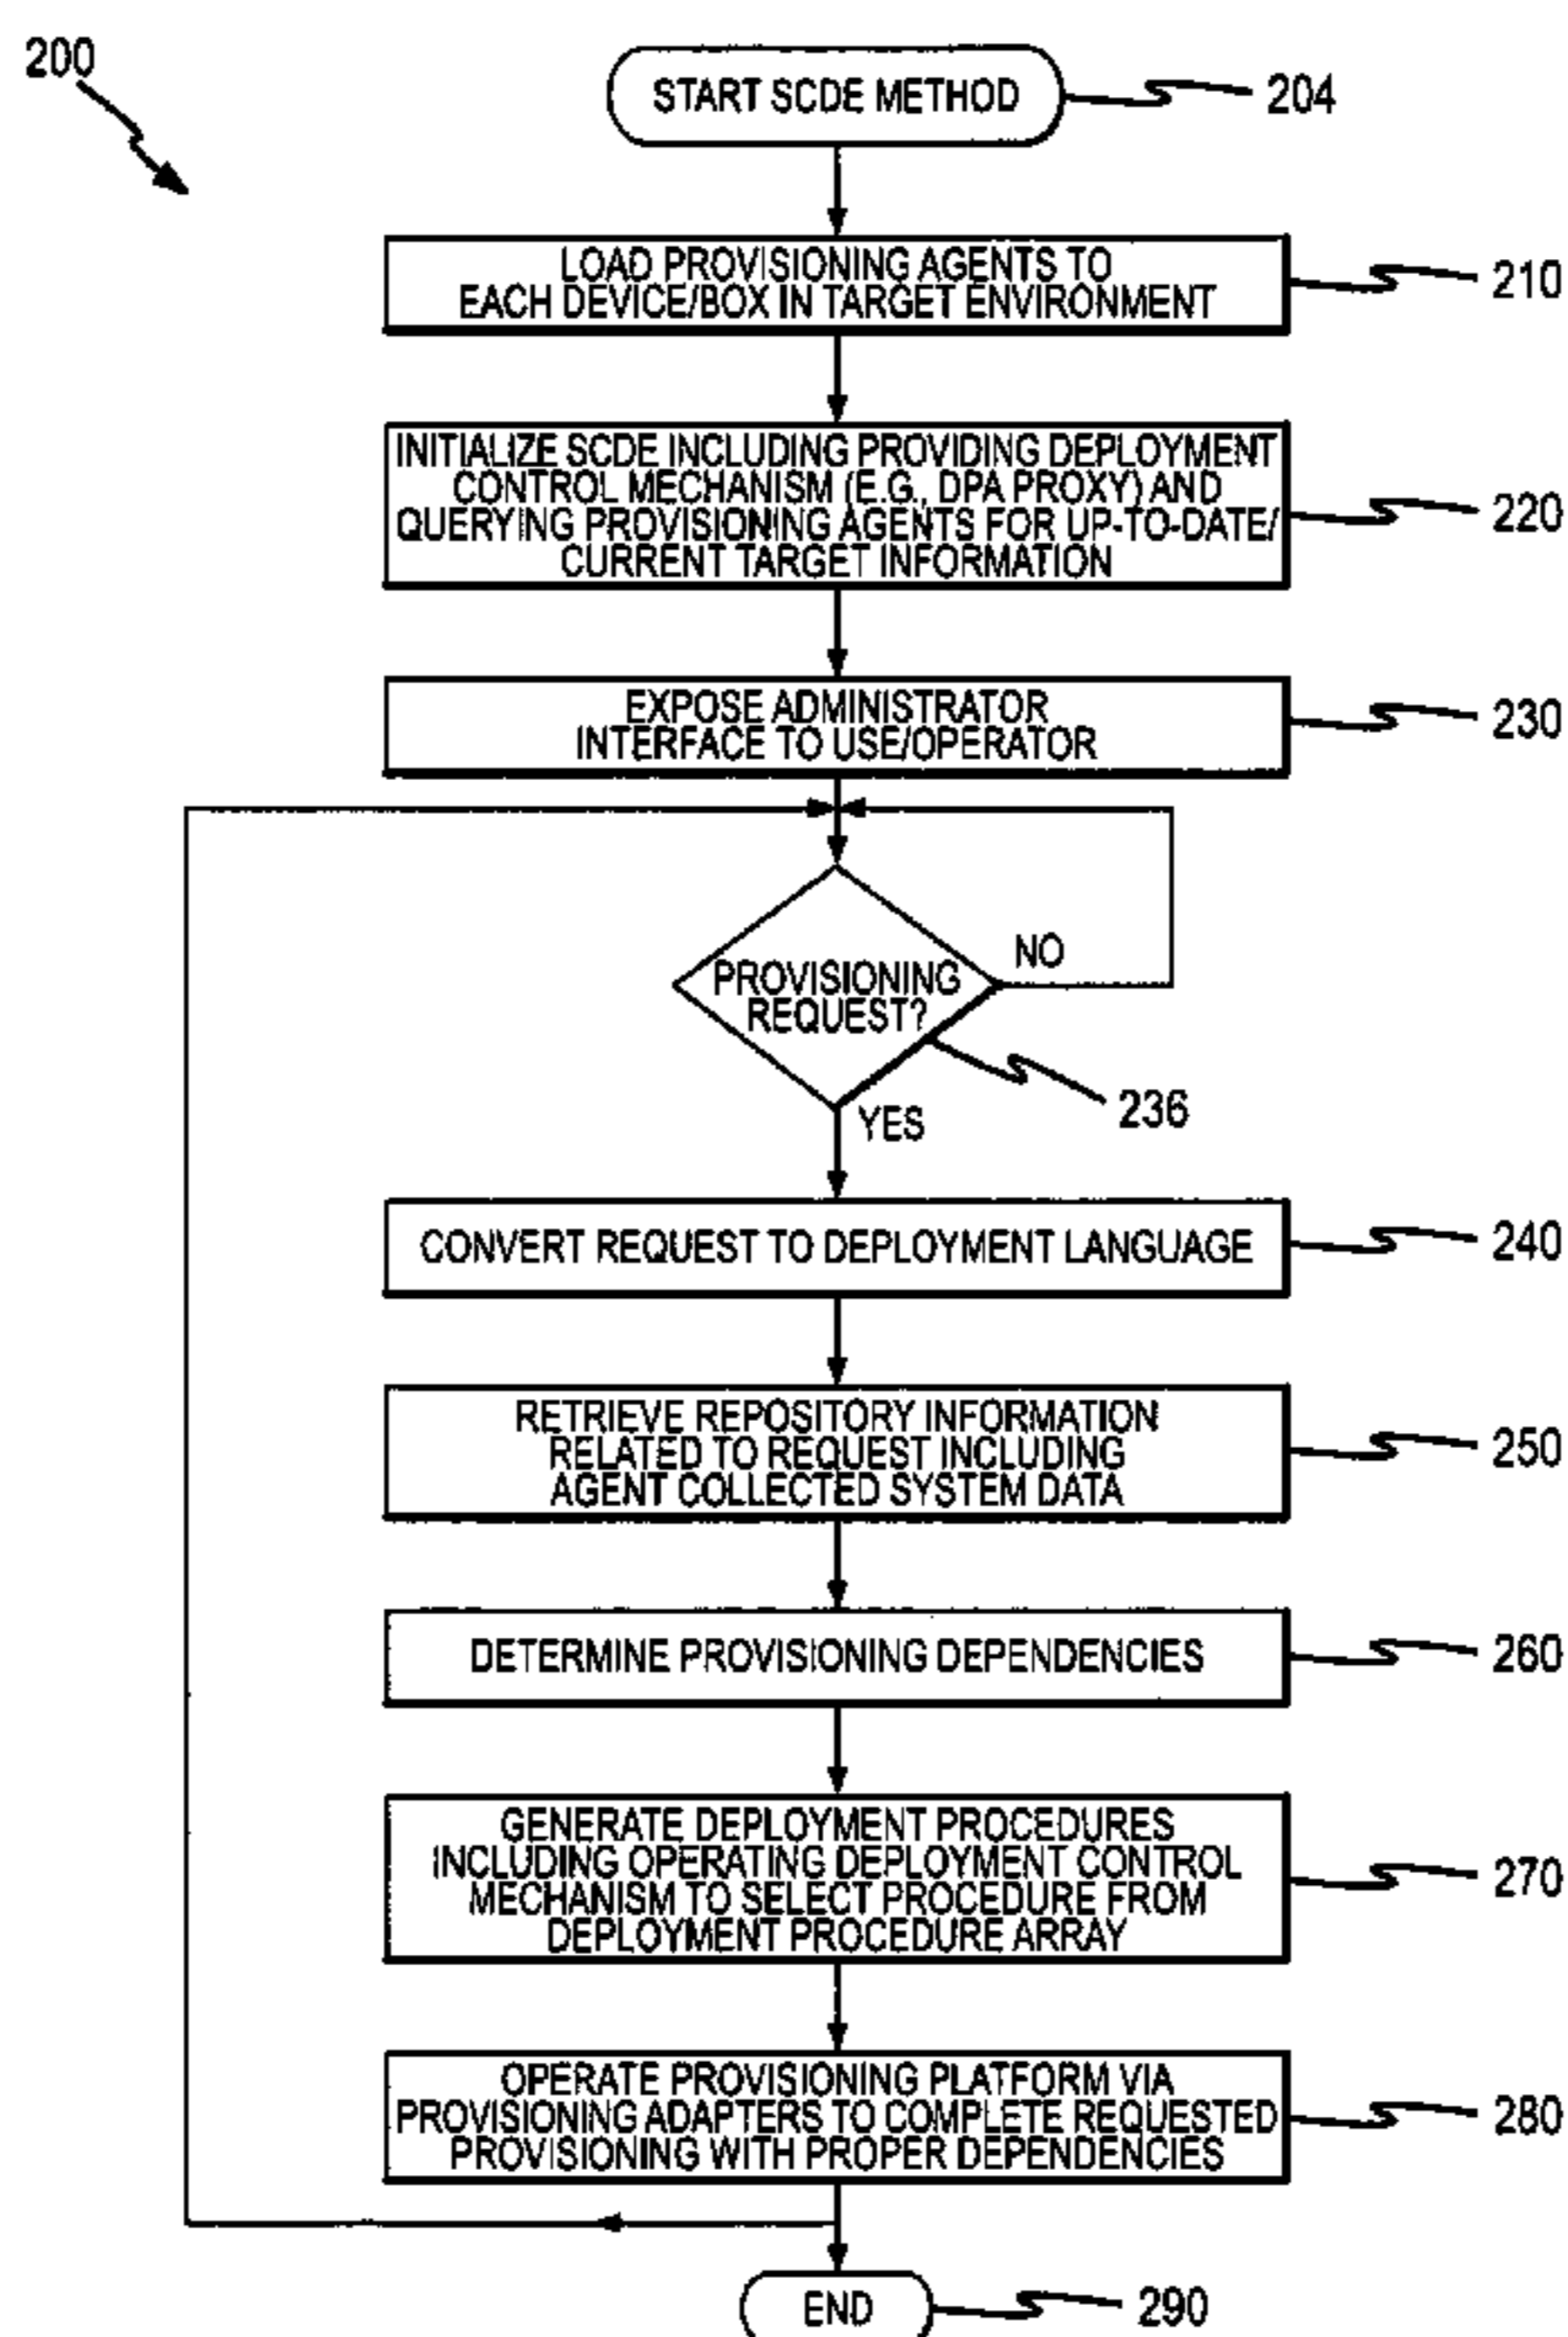 200
START SCDE METHOD
204
LOAD PROVISIONING AGENTS TO
EACH DEVICE/BOX IN TARGET ENVIRONMENT
210
INITIALIZE SCDE INCLUDING PROVIDING DEPLOYMENT
CONTROL MECHANISM (E.G., DPA PROXY) AND
QUERYING PROVISIONING AGENTS FOR UP-TO-DATE/
CURRENT TARGET INFORMATION
220
EXPOSE ADMINISTRATOR
INTERFACE TO USE/OPERATOR
230
NO
PROVISIONING
REQUEST?
236
YES
CONVERT REQUEST TO DEPLOYMENT LANGUAGE
240
RETRIEVE REPOSITORY INFORMATION
RELATED TO REQUEST INCLUDING
AGENT COLLECTED SYSTEM DATA
250
DETERMINE PROVISIONING DEPENDENCIES
260
GENERATE DEPLOYMENT PROCEDURES
INCLUDING OPERATING DEPLOYMENT CONTROL
MECHANISM TO SELECT PROCEDURE FROM
DEPLOYMENT PROCEDURE ARRAY
270
OPERATE PROVISIONING PLATFORM VIA
PROVISIONING ADAPTERS TO COMPLETE REQUESTED
PROVISIONING WITH PROPER DEPENDENCIES
280
END
290